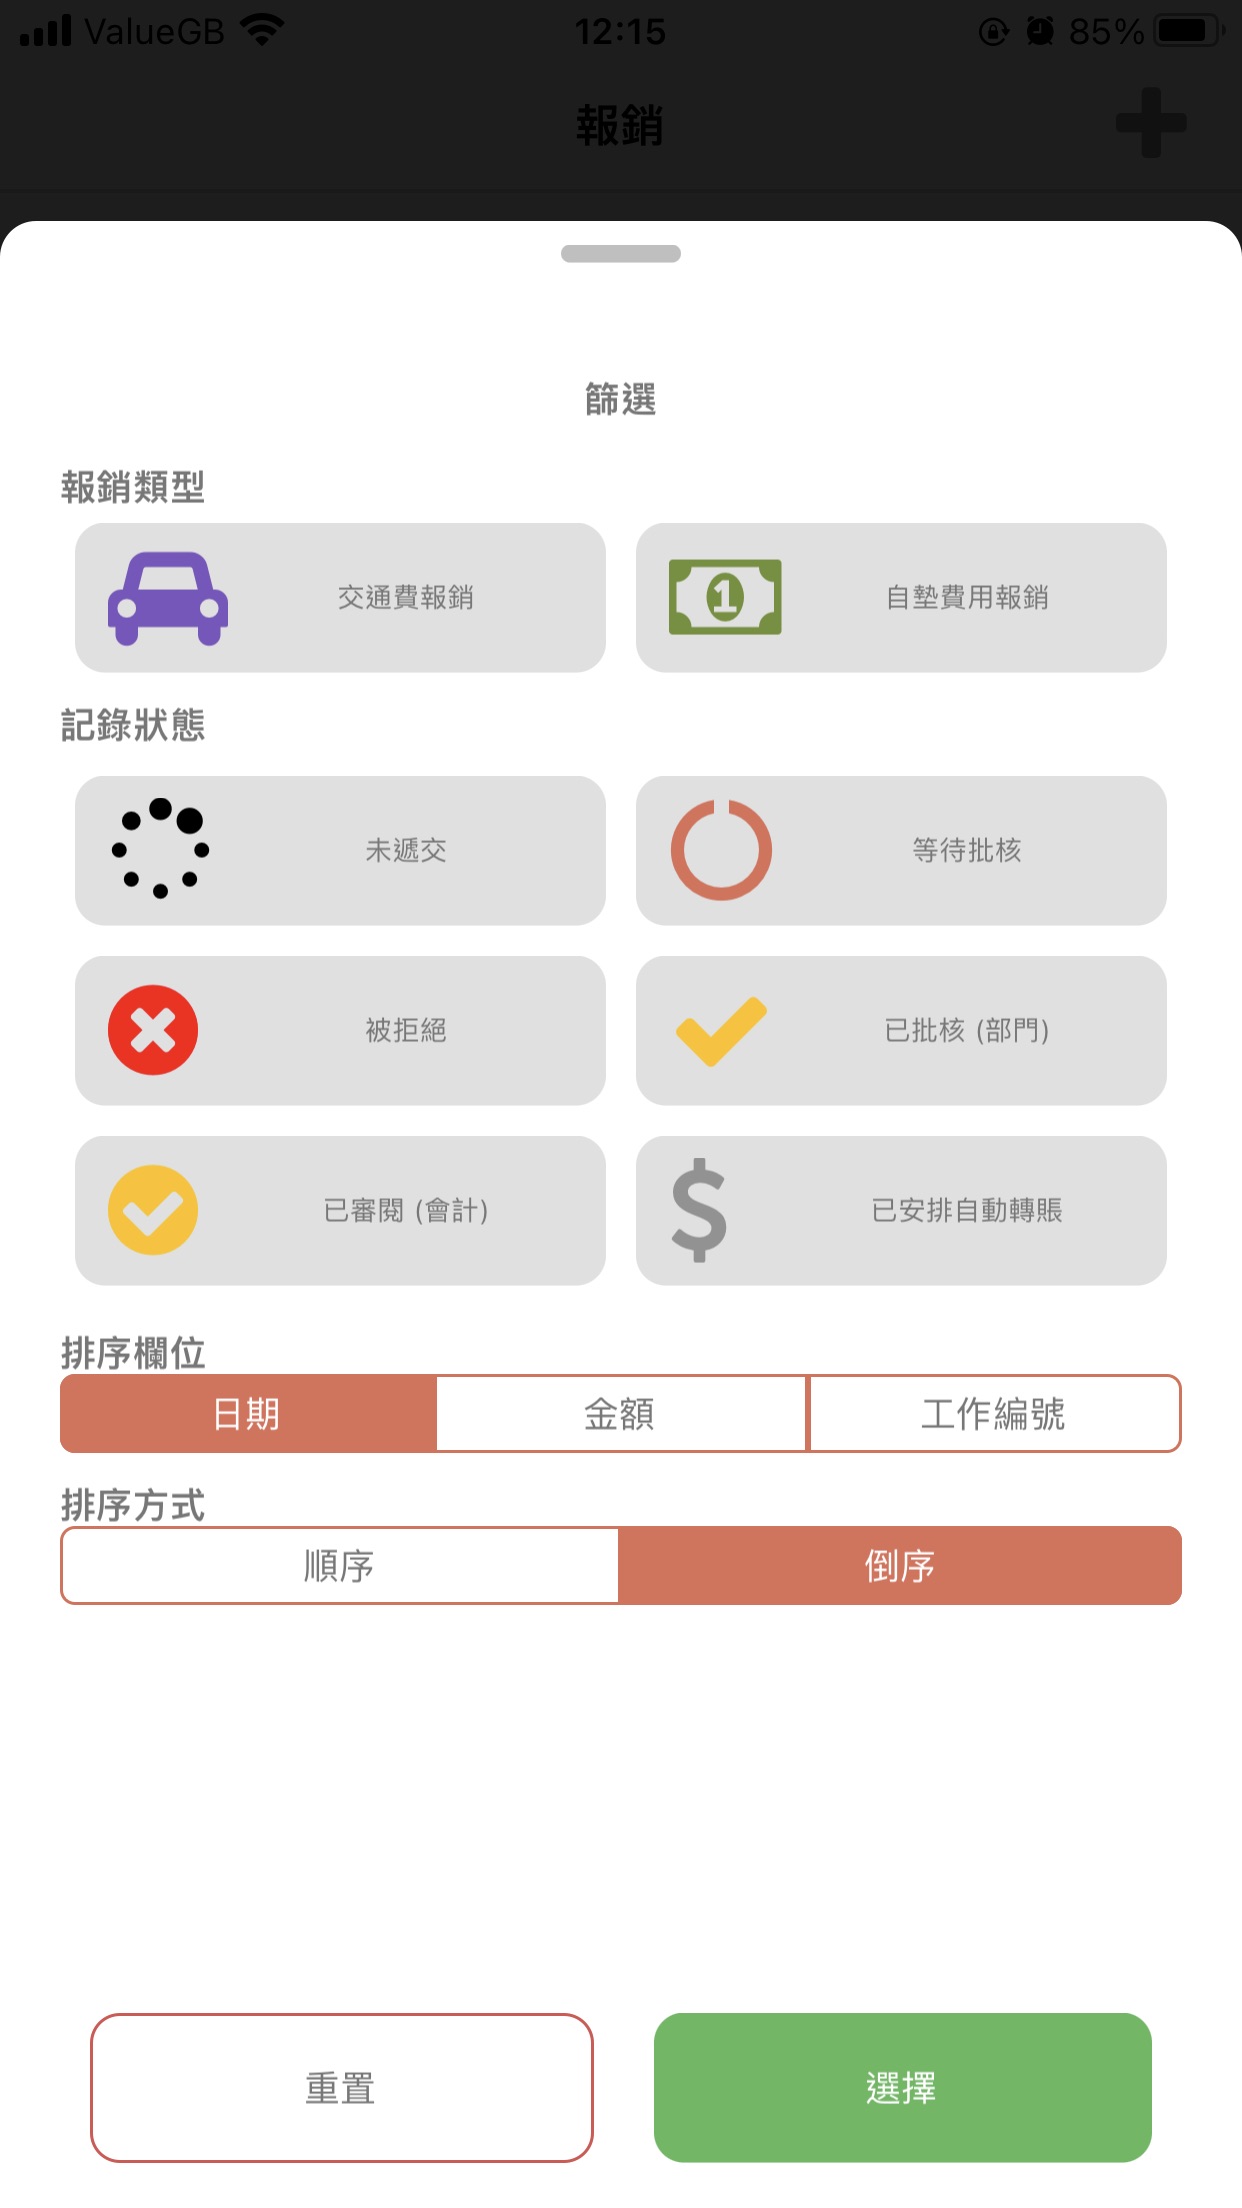 ValueGB 12:15 85%
報銷
篩選
報銷類型
交通費報銷 自墊費用報銷
記錄狀態
未遞交 等待批核
被拒絕 已批核 (部門)
已審閱 (會計) 已安排自動轉賬
排序欄位
日期 金額 工作編號
排序方式
順序 倒序
重置 選擇